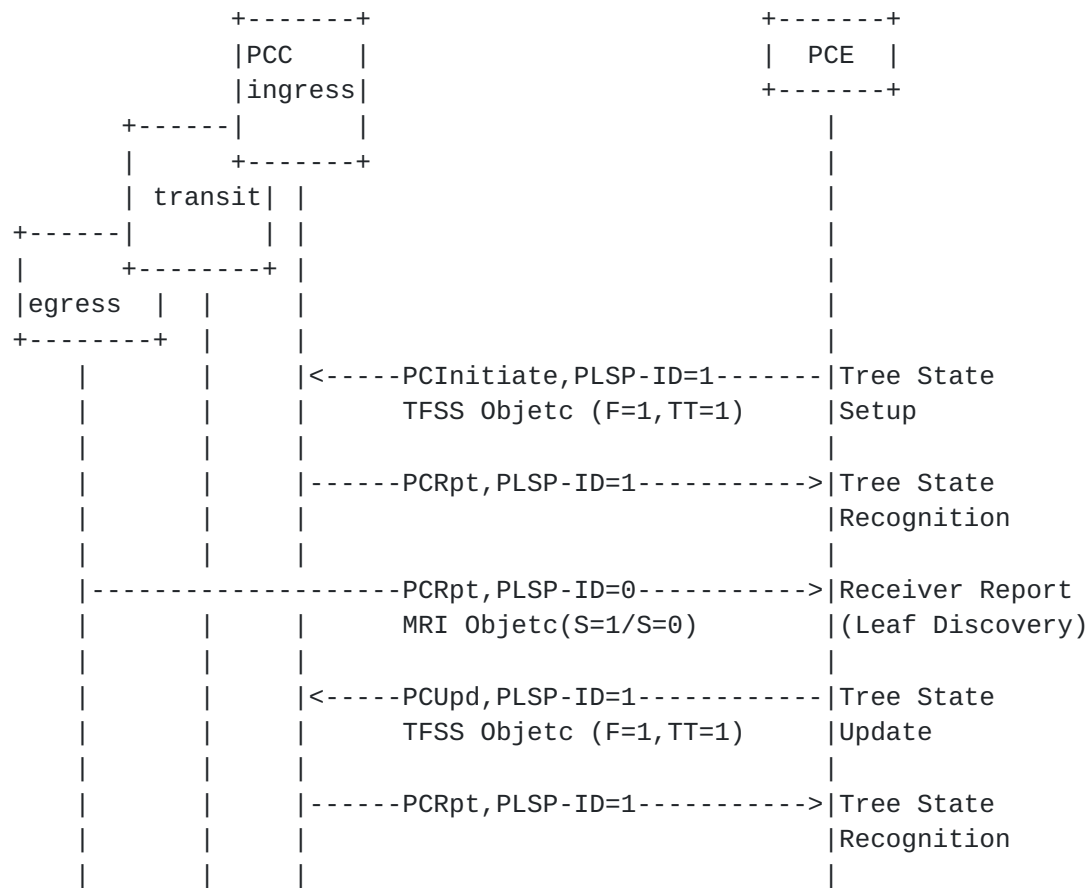 PCC
ingress
PCE
transit
egress
PCInitiate,PLSP-ID=1
Tree State
TFSS Objetc (F=1,TT=1)
Setup
PCRpt,PLSP-ID=1
Tree State
Recognition
PCRpt,PLSP-ID=0
Receiver Report
MRI Objetc(S=1/S=0)
(Leaf Discovery)
PCUpd,PLSP-ID=1
Tree State
TFSS Objetc (F=1,TT=1)
Update
PCRpt,PLSP-ID=1
Tree State
Recognition